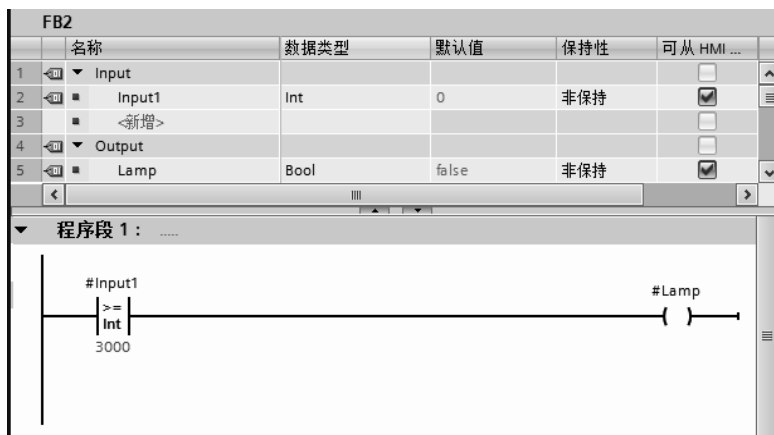 FB2
名称 数据类型 默认值 保持性 可从 HMI ...
1 Input
2 Input1 Int 0 非保持
3 <新增>
4 Output
5 Lamp Bool false 非保持
程序段 1： .....
#Input1 #Lamp
>=
Int
3000